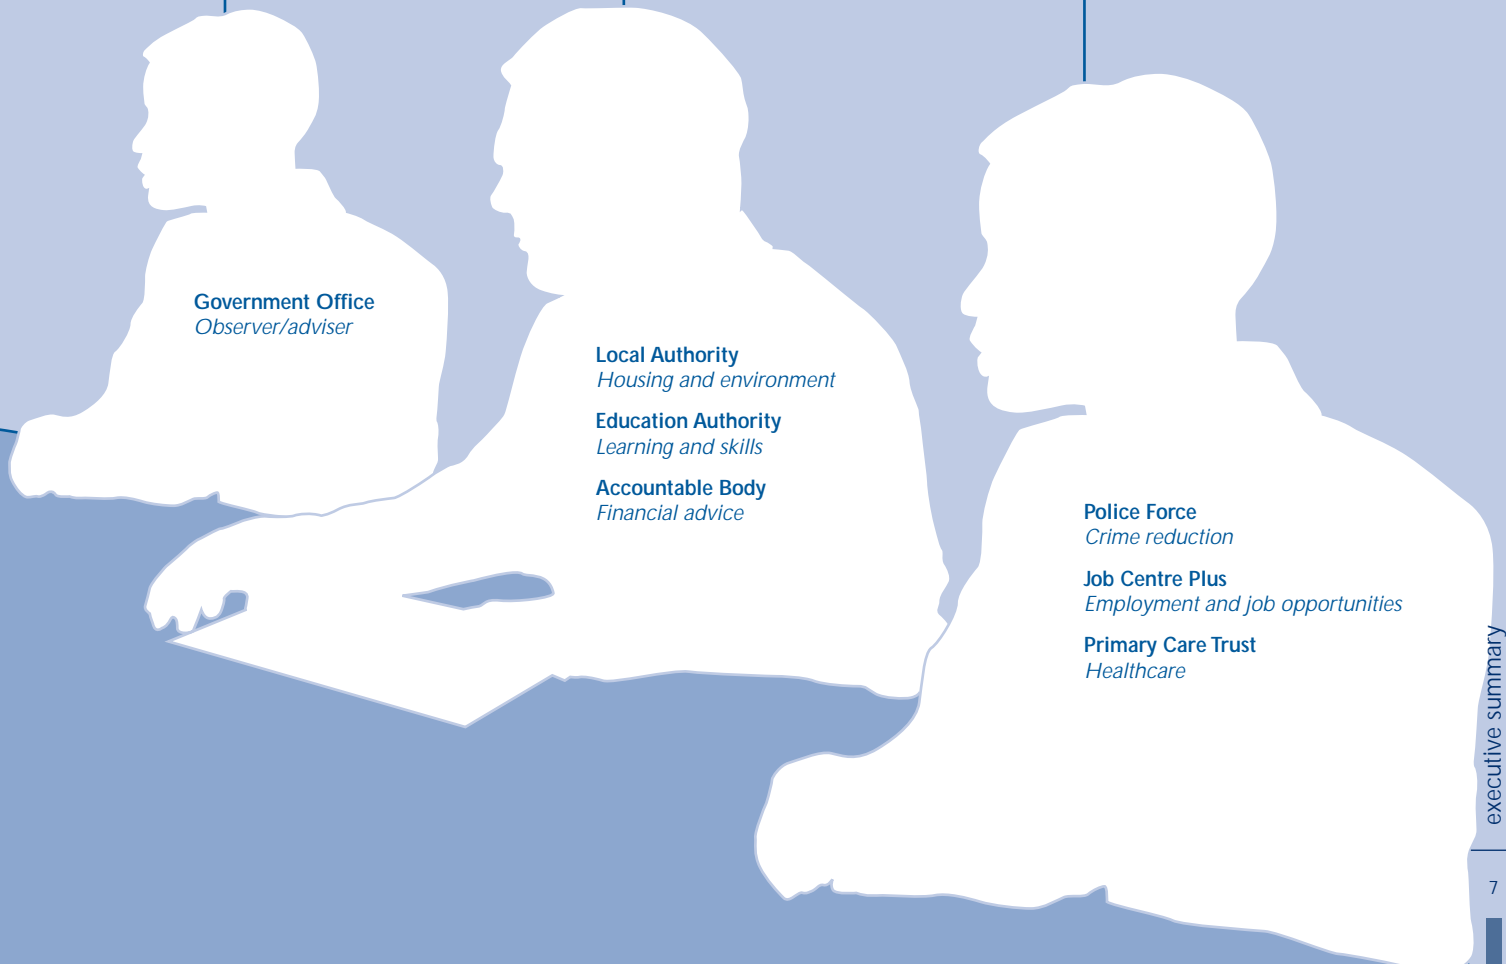 Government Office
Observer/adviser
Local Authority
Housing and environment
Education Authority
Learning and skills
Accountable Body
Financial advice
Police Force
Crime reduction
Job Centre Plus
Employment and job opportunities
Primary Care Trust
Healthcare
executive summary
7